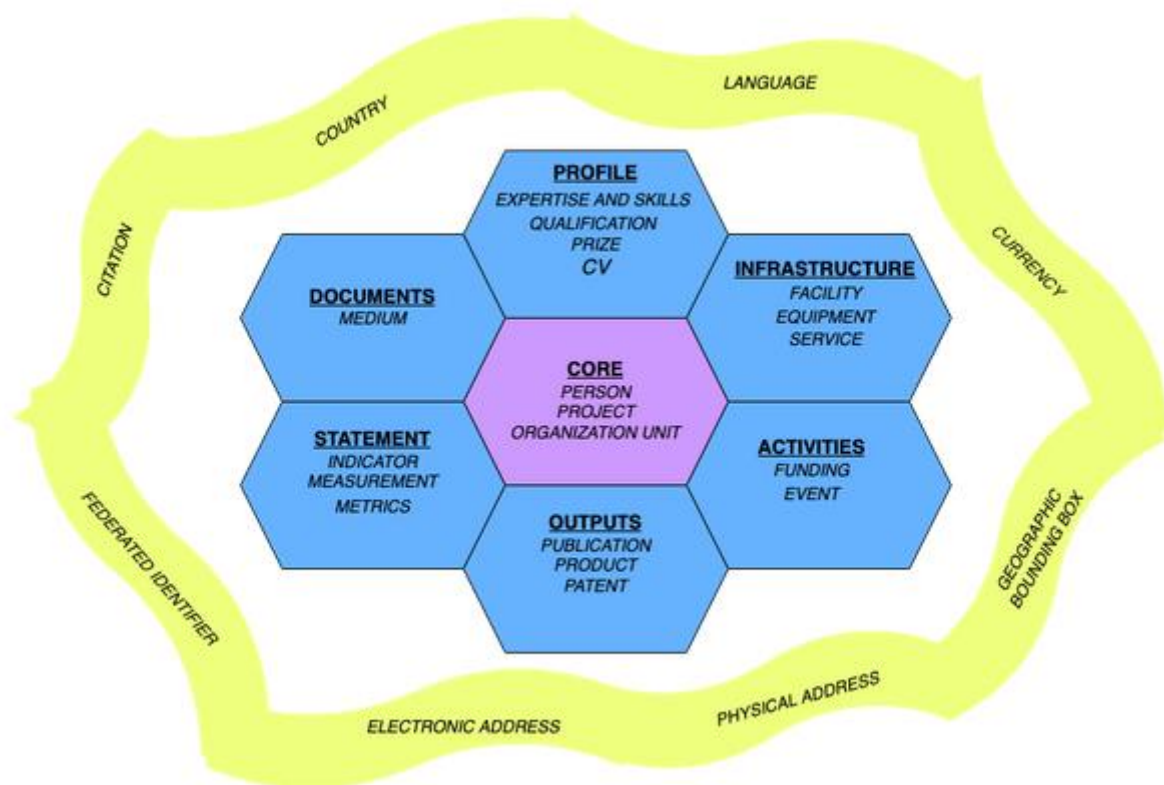 COUNTRY
LANGUAGE
CITATION
CURRENCY
PROFILE
EXPERTISE AND SKILLS
QUALIFICATION
PRIZE
CV
DOCUMENTS
MEDIUM
INFRASTRUCTURE
FACILITY
EQUIPMENT
SERVICE
CORE
PERSON
PROJECT
ORGANIZATION UNIT
STATEMENT
INDICATOR
MEASUREMENT
METRICS
ACTIVITIES
FUNDING
EVENT
OUTPUTS
PUBLICATION
PRODUCT
PATENT
FEDERATED IDENTIFIER
GEOGRAPHIC
BOUNDING BOX
ELECTRONIC ADDRESS
PHYSICAL ADDRESS